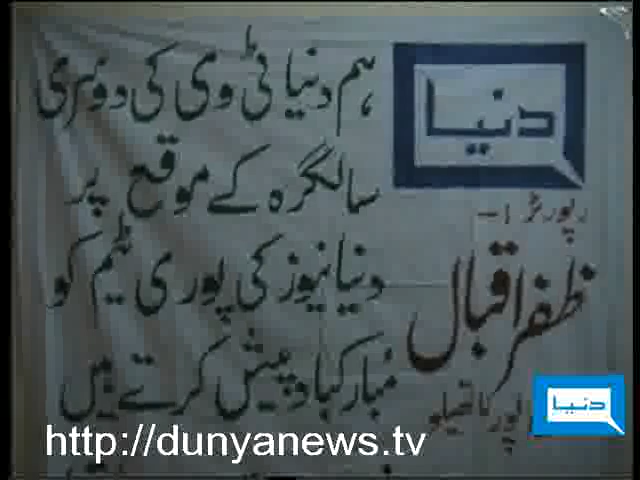 دنیا
ہم دنیا ٹی وی کی دوسری
سالگرہ کے موقع پر
دنیا نیوز کی پوری ٹیم کو
مبارکباد پیش کرتے ہیں
رپورٹر :-
ظفر اقبال
دنیا
http://dunyanews.tv